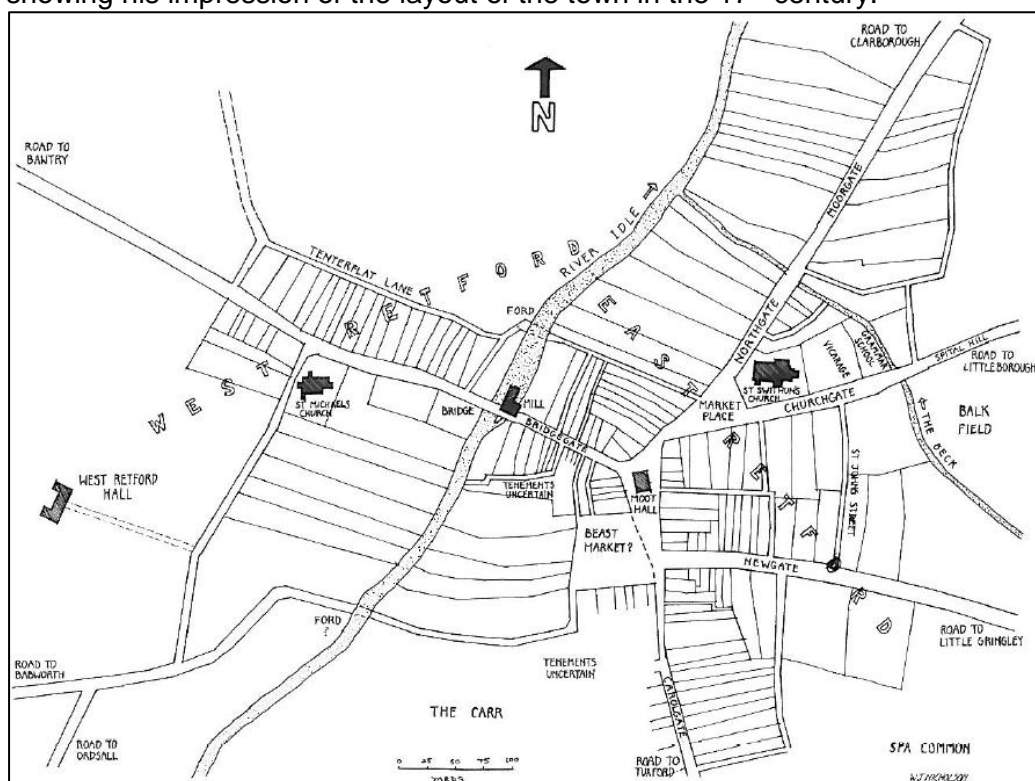 showing his impression of the layout of the town in the 17th century.
ROAD TO
CLARBOROUGH
N
ROAD TO
BAWTRY
MOORGATE
RIVER IDLE
TENTERPLAT LANE
WEST RETFORD
FORD
EAST RETFORD
NORTHGATE
GRAMMAR
SCHOOL
VICARAGE
SPITAL HILL
ROAD TO
LITTLEBOROUGH
ST SWITHUNS
CHURCH
ST MICHAELS
CHURCH
MARKET
PLACE
CHURCHGATE
BRIDGE
MILL
BRIDGEGATE
THE BECK
BALK
FIELD
ST JOHNS STREET
WEST RETFORD
HALL
TENEMENTS
UNCERTAIN
MOOT
HALL
BEAST
MARKET?
NEWGATE
FORD
?
ROAD TO
LITTLE GRINGLEY
ROAD TO
BABWORTH
TENEMENTS
UNCERTAIN
CAROLGATE
THE CARR
ROAD TO
ORDSALL
0 25 50 75 100
YARDS
ROAD TO
TUXFORD
SPA COMMON
W.J.NICHOLSON